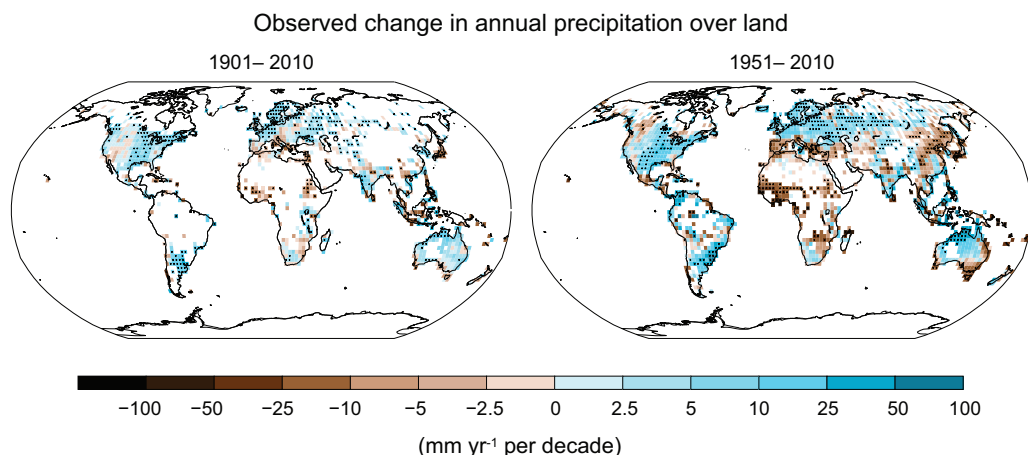 Observed change in annual precipitation over land
1901– 2010
1951– 2010
−100 −50 −25 −10 −5 −2.5 0 2.5 5 10 25 50 100
(mm yr⁻¹ per decade)